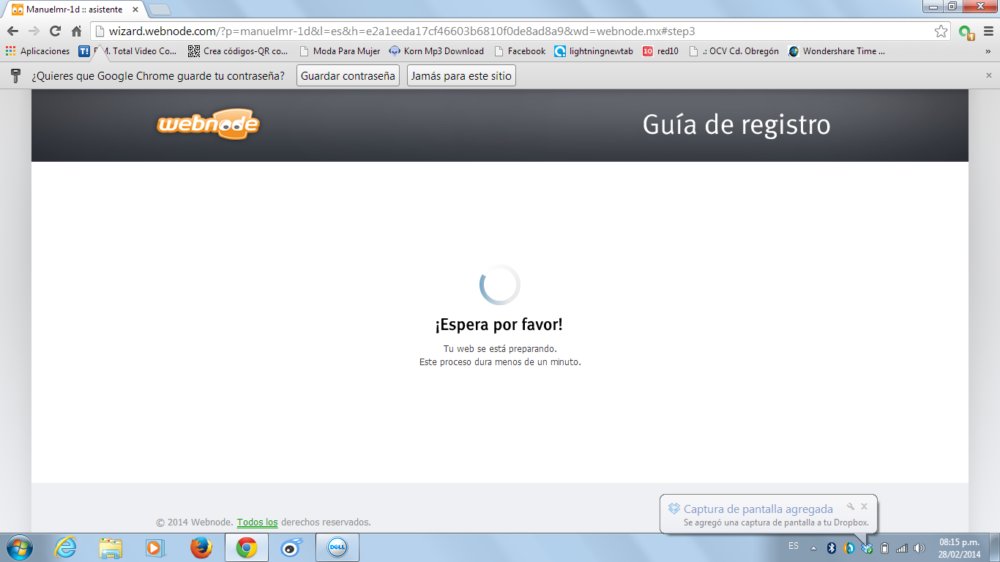 Manuelmr-1d :: asistente
wizard.webnode.com/?p=manuelmr-1d&l=es&h=e2a1eeda17cf46603b6810f0de8ad8a9&wd=webnode.mx#step3
Aplicaciones
M. Total Video Co...
Crea códigos-QR co...
Moda Para Mujer
Korn Mp3 Download
Facebook
lightningnewtab
10 red10
.: OCV Cd. Obregón
Wondershare Time ...
»
¿Quieres que Google Chrome guarde tu contraseña?
Guardar contraseña
Jamás para este sitio
webnode
Guía de registro
¡Espera por favor!
Tu web se está preparando.
Este proceso dura menos de un minuto.
© 2014 Webnode. Todos los derechos reservados.
Captura de pantalla agregada
Se agregó una captura de pantalla a tu Dropbox.
DELL
ES
08:15 p.m.
28/02/2014